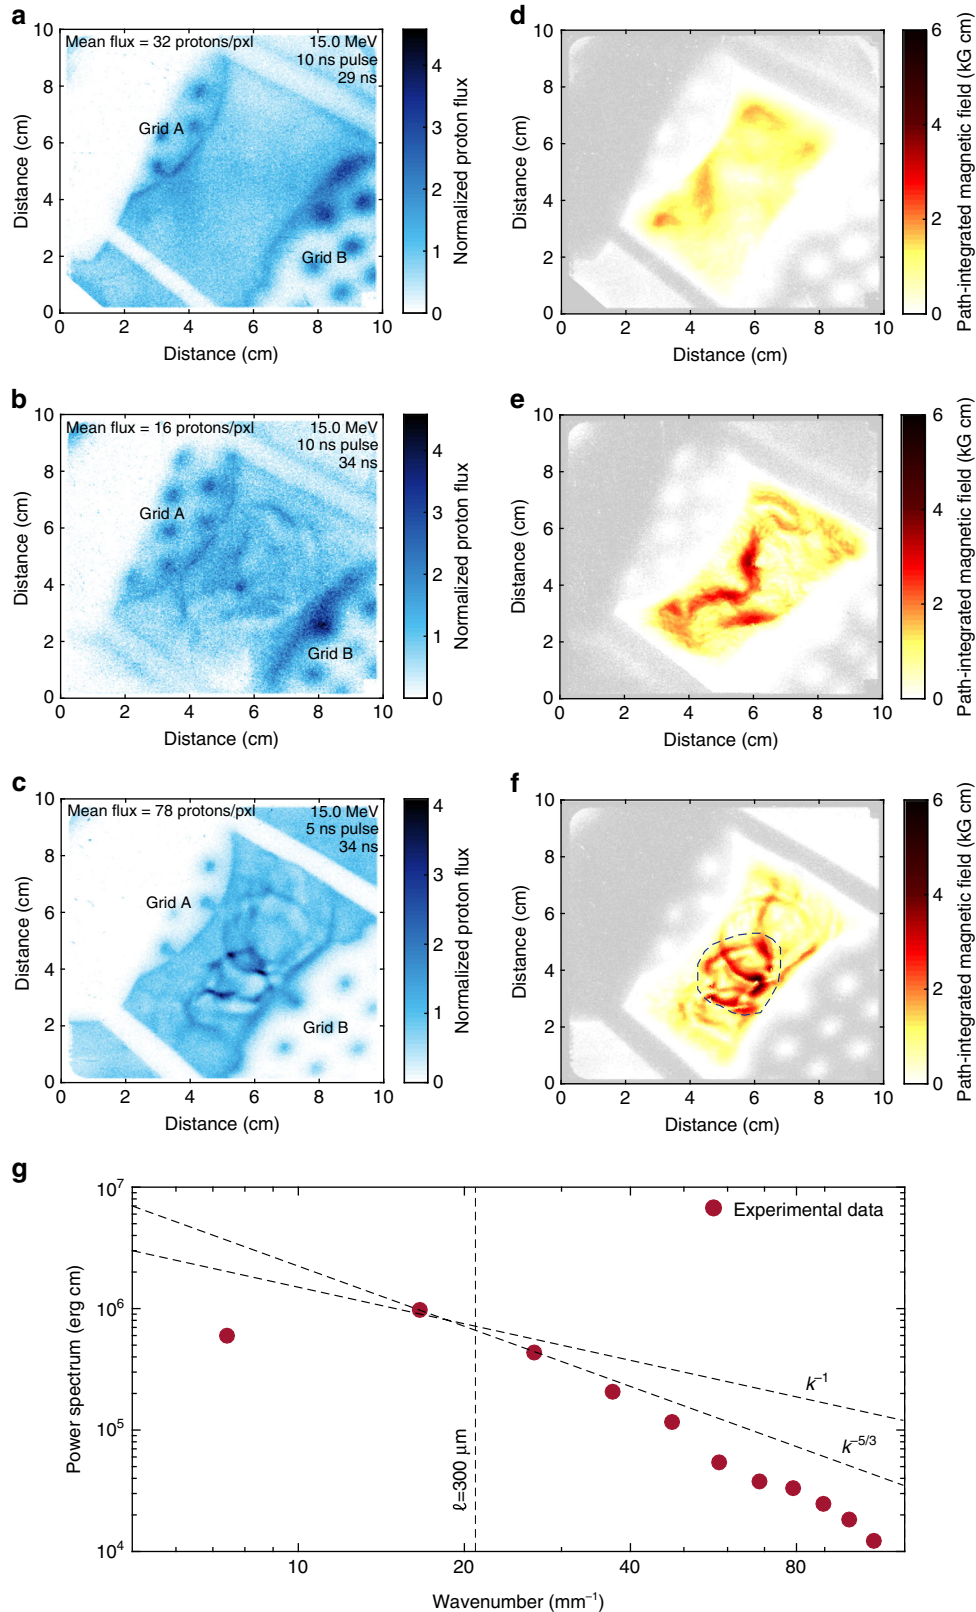 a
Mean flux = 32 protons/pxl
15.0 MeV
10 ns pulse
29 ns
Grid A
Grid B
10
8
6
4
2
0
Distance (cm)
0 2 4 6 8 10
Distance (cm)
4
3
2
1
0
Normalized proton flux
d
10
8
6
4
2
0
Distance (cm)
0 2 4 6 8 10
Distance (cm)
6
4
2
0
Path-integrated magnetic field (kG cm)
b
Mean flux = 16 protons/pxl
15.0 MeV
10 ns pulse
34 ns
Grid A
Grid B
10
8
6
4
2
0
Distance (cm)
0 2 4 6 8 10
Distance (cm)
4
3
2
1
0
Normalized proton flux
e
10
8
6
4
2
0
Distance (cm)
0 2 4 6 8 10
Distance (cm)
6
4
2
0
Path-integrated magnetic field (kG cm)
c
Mean flux = 78 protons/pxl
15.0 MeV
5 ns pulse
34 ns
Grid A
Grid B
10
8
6
4
2
0
Distance (cm)
0 2 4 6 8 10
Distance (cm)
4
3
2
1
0
Normalized proton flux
f
10
8
6
4
2
0
Distance (cm)
0 2 4 6 8 10
Distance (cm)
6
4
2
0
Path-integrated magnetic field (kG cm)
g
10⁷
10⁶
10⁵
10⁴
Power spectrum (erg cm)
Experimental data
k⁻¹
k⁻⁵/³
ℓ=300 μm
10 20 40 80
Wavenumber (mm⁻¹)